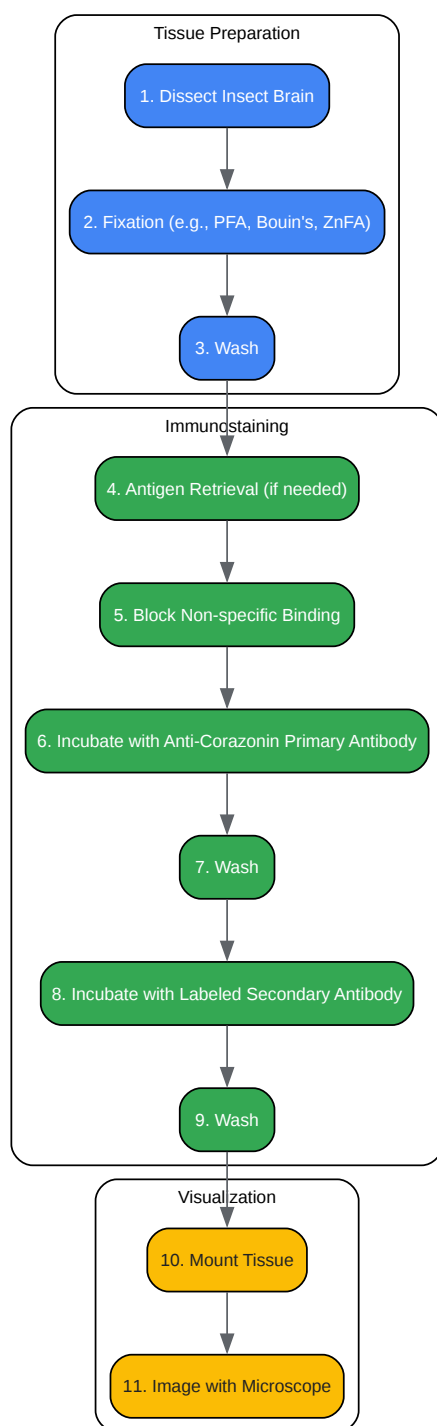 Tissue Preparation
1. Dissect Insect Brain
2. Fixation (e.g., PFA, Bouin's, ZnFA)
3. Wash
Immunostaining
4. Antigen Retrieval (if needed)
5. Block Non-specific Binding
6. Incubate with Anti-Corazonin Primary Antibody
7. Wash
8. Incubate with Labeled Secondary Antibody
9. Wash
Visualization
10. Mount Tissue
11. Image with Microscope